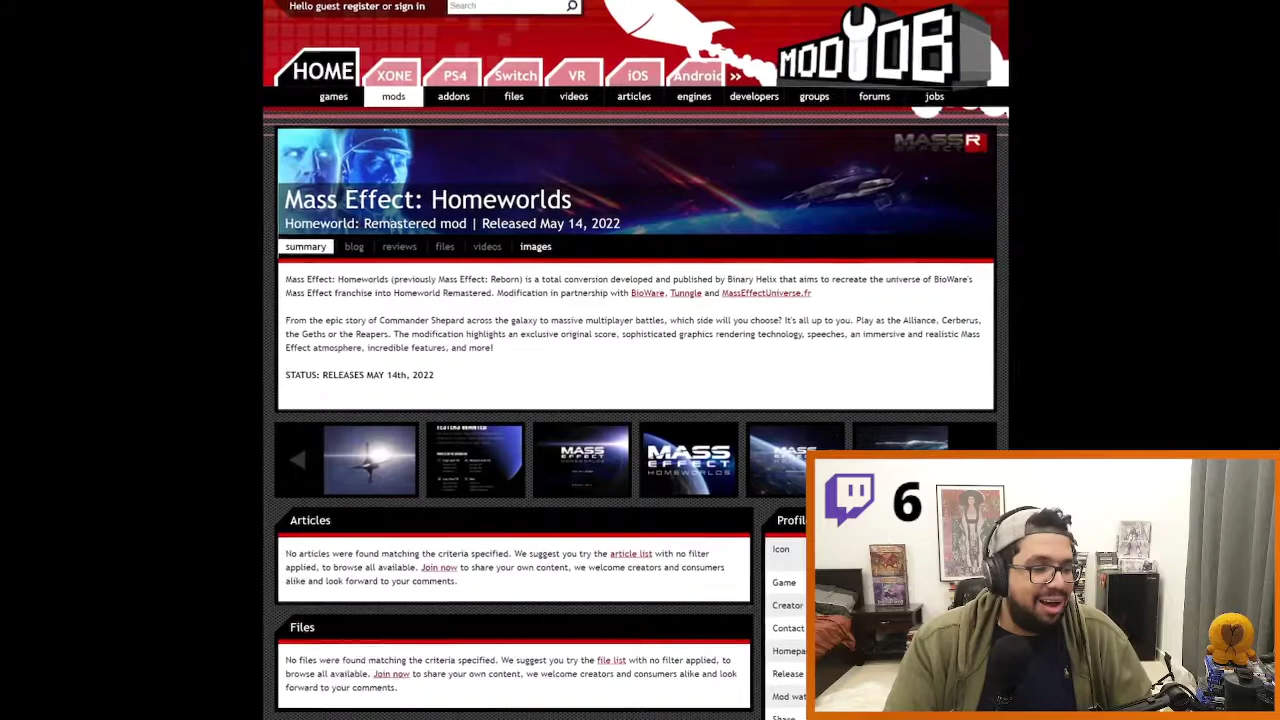 Hello guest register or sign in
Search
MOD DB
HOME XONE PS4 Switch VR iOS Android »
games mods addons files videos articles engines developers groups forums jobs
MASS R
EFFECT
Mass Effect: Homeworlds
Homeworld: Remastered mod | Released May 14, 2022
summary blog reviews files videos images
Mass Effect: Homeworlds (previously Mass Effect: Reborn) is a total conversion developed and published by Binary Helix that aims to recreate the universe of BioWare's
Mass Effect franchise into Homeworld Remastered. Modification in partnership with BioWare, Tunngle and MassEffectUniverse.fr
From the epic story of Commander Shepard across the galaxy to massive multiplayer battles, which side will you choose? It's all up to you. Play as the Alliance, Cerberus,
the Geths or the Reapers. The modification highlights an exclusive original score, sophisticated graphics rendering technology, speeches, an immersive and realistic Mass
Effect atmosphere, incredible features, and more!
STATUS: RELEASES MAY 14th, 2022
TESTERS WANTED
MASS
EFFECT
MASS
EFFECT
HOMEWORLDS
MASS
EFFECT
Articles
No articles were found matching the criteria specified. We suggest you try the article list with no filter
applied, to browse all available. Join now to share your own content, we welcome creators and consumers
alike and look forward to your comments.
Files
No files were found matching the criteria specified. We suggest you try the file list with no filter applied, to
browse all available. Join now to share your own content, we welcome creators and consumers alike and look
forward to your comments.
Profil
Icon
Game
Creator
Contact
Homepa
Release
Mod wat
Share
6